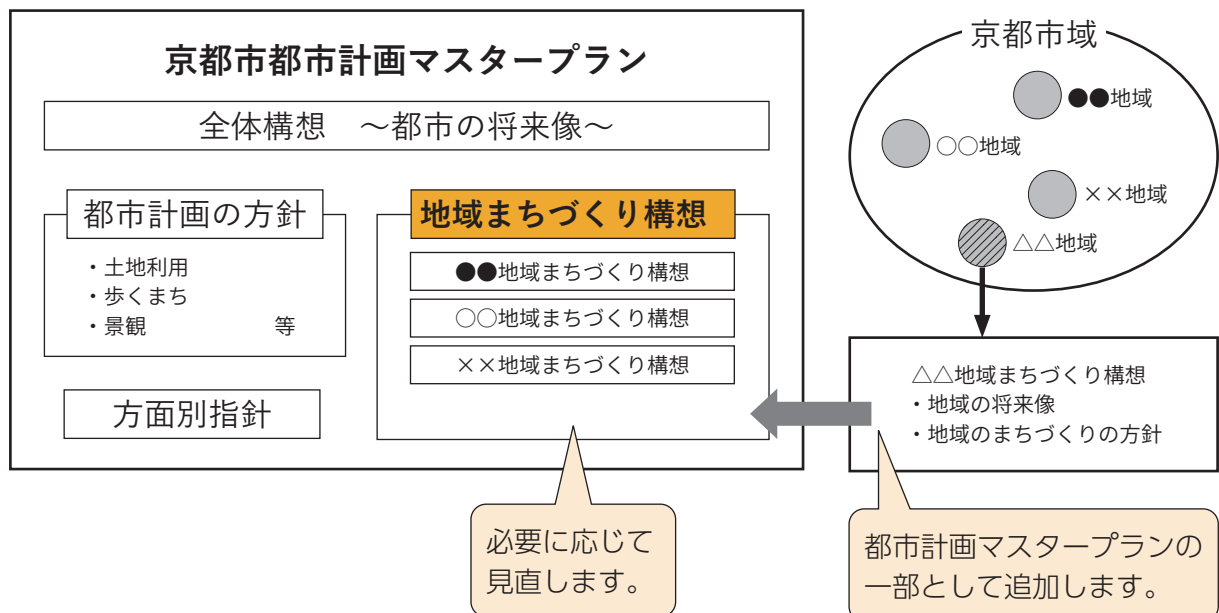 京都市都市計画マスタープラン
全体構想　～都市の将来像～
都市計画の方針
・土地利用
・歩くまち
・景観　　　　　　等
方面別指針
地域まちづくり構想
●●地域まちづくり構想
○○地域まちづくり構想
××地域まちづくり構想
必要に応じて
見直します。
京都市域
●●地域
○○地域
××地域
△△地域
△△地域まちづくり構想
・地域の将来像
・地域のまちづくりの方針
都市計画マスタープランの
一部として追加します。